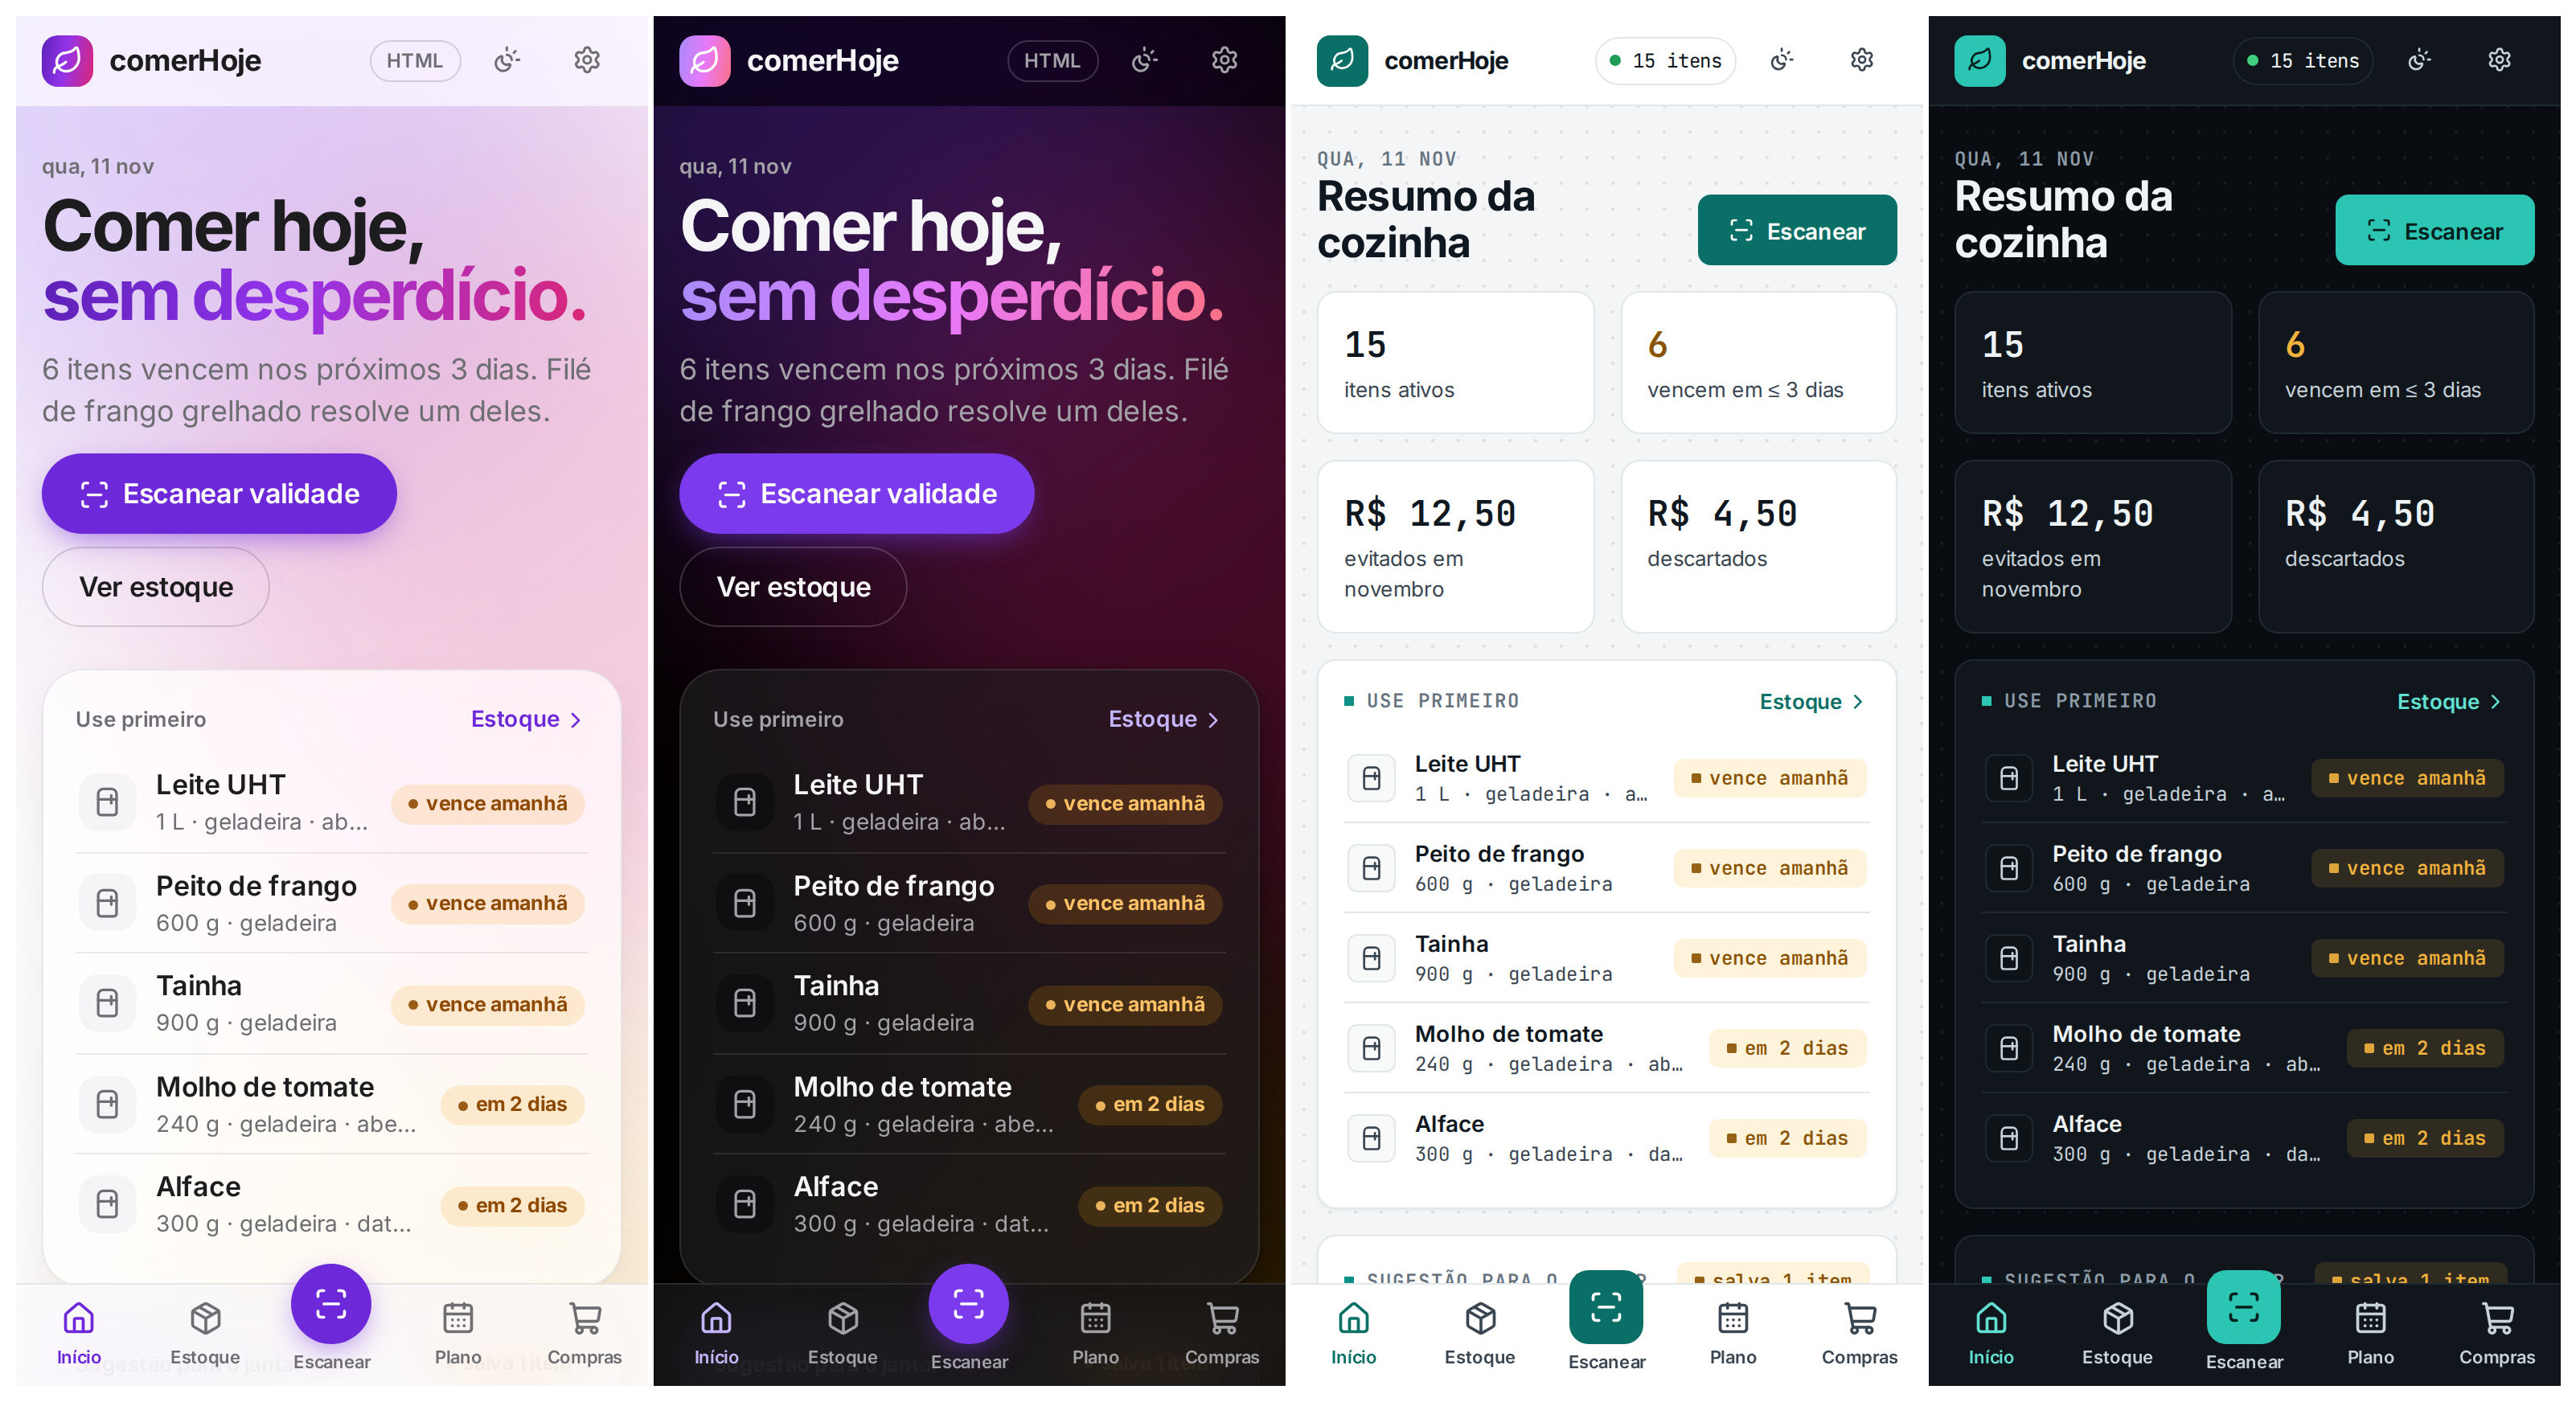 comerHoje
HTML
qua, 11 nov
Comer hoje,
sem desperdício.
6 itens vencem nos próximos 3 dias. Filé
de frango grelhado resolve um deles.
Escanear validade
Ver estoque
Use primeiro
Estoque
Leite UHT
1 L · geladeira · ab...
vence amanhã
Peito de frango
600 g · geladeira
vence amanhã
Tainha
900 g · geladeira
vence amanhã
Molho de tomate
240 g · geladeira · abe...
em 2 dias
Alface
300 g · geladeira · dat...
em 2 dias
Início
Estoque
Escanear
Plano
Compras
comerHoje
HTML
qua, 11 nov
Comer hoje,
sem desperdício.
6 itens vencem nos próximos 3 dias. Filé
de frango grelhado resolve um deles.
Escanear validade
Ver estoque
Use primeiro
Estoque
Leite UHT
1 L · geladeira · ab...
vence amanhã
Peito de frango
600 g · geladeira
vence amanhã
Tainha
900 g · geladeira
vence amanhã
Molho de tomate
240 g · geladeira · abe...
em 2 dias
Alface
300 g · geladeira · dat...
em 2 dias
Início
Estoque
Escanear
Plano
Compras
comerHoje
15 itens
QUA, 11 NOV
Resumo da
cozinha
Escanear
15
itens ativos
6
vencem em ≤ 3 dias
R$ 12,50
evitados em
novembro
R$ 4,50
descartados
USE PRIMEIRO
Estoque
Leite UHT
1 L · geladeira · a...
vence amanhã
Peito de frango
600 g · geladeira
vence amanhã
Tainha
900 g · geladeira
vence amanhã
Molho de tomate
240 g · geladeira · ab...
em 2 dias
Alface
300 g · geladeira · da...
em 2 dias
SUGESTÃO PARA O
salva 1 item
Início
Estoque
Escanear
Plano
Compras
comerHoje
15 itens
QUA, 11 NOV
Resumo da
cozinha
Escanear
15
itens ativos
6
vencem em ≤ 3 dias
R$ 12,50
evitados em
novembro
R$ 4,50
descartados
USE PRIMEIRO
Estoque
Leite UHT
1 L · geladeira · a...
vence amanhã
Peito de frango
600 g · geladeira
vence amanhã
Tainha
900 g · geladeira
vence amanhã
Molho de tomate
240 g · geladeira · ab...
em 2 dias
Alface
300 g · geladeira · da...
em 2 dias
SUGESTÃO PARA O
salva 1 item
Início
Estoque
Escanear
Plano
Compras